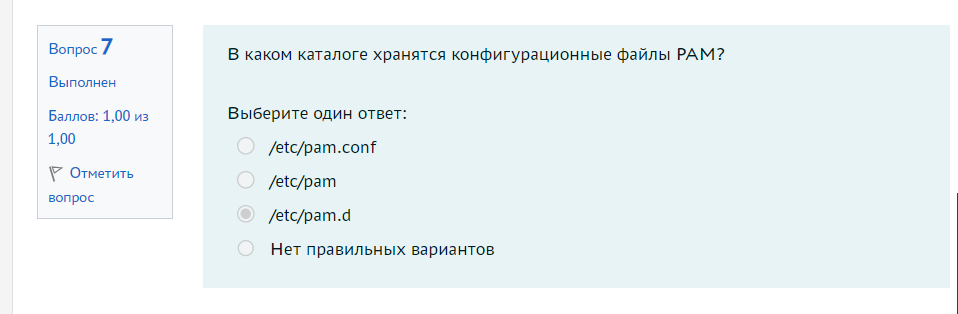 Вопрос 7
Выполнен
Баллов: 1,00 из
1,00
Отметить
вопрос
В каком каталоге хранятся конфигурационные файлы PAM?
Выберите один ответ:
/etc/pam.conf
/etc/pam
/etc/pam.d
Нет правильных вариантов